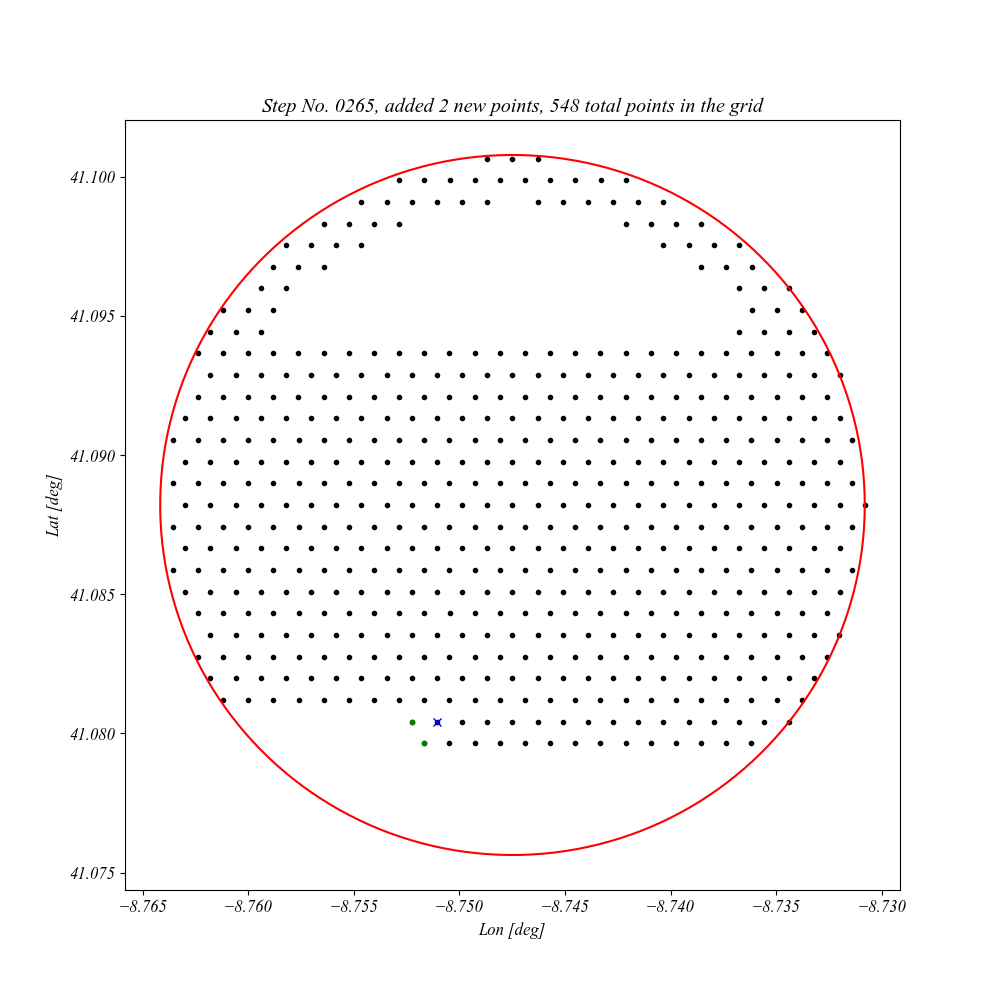 Step No. 0265, added 2 new points, 548 total points in the grid
41.100
41.095
41.090
41.085
41.080
41.075
Lat [deg]
−8.765 −8.760 −8.755 −8.750 −8.745 −8.740 −8.735 −8.730
Lon [deg]